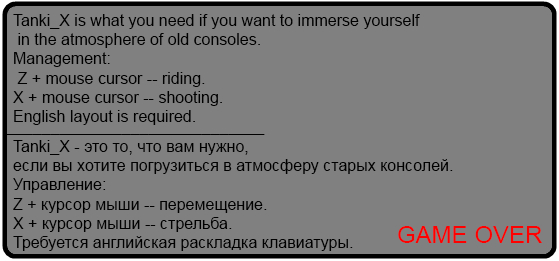 Tanki_X is what you need if you want to immerse yourself
in the atmosphere of old consoles.
Management:
Z + mouse cursor -- riding.
X + mouse cursor -- shooting.
English layout is required.
Tanki_X - это то, что вам нужно,
если вы хотите погрузиться в атмосферу старых консолей.
Управление:
Z + курсор мыши -- перемещение.
X + курсор мыши -- стрельба.
Требуется английская раскладка клавиатуры.
GAME OVER